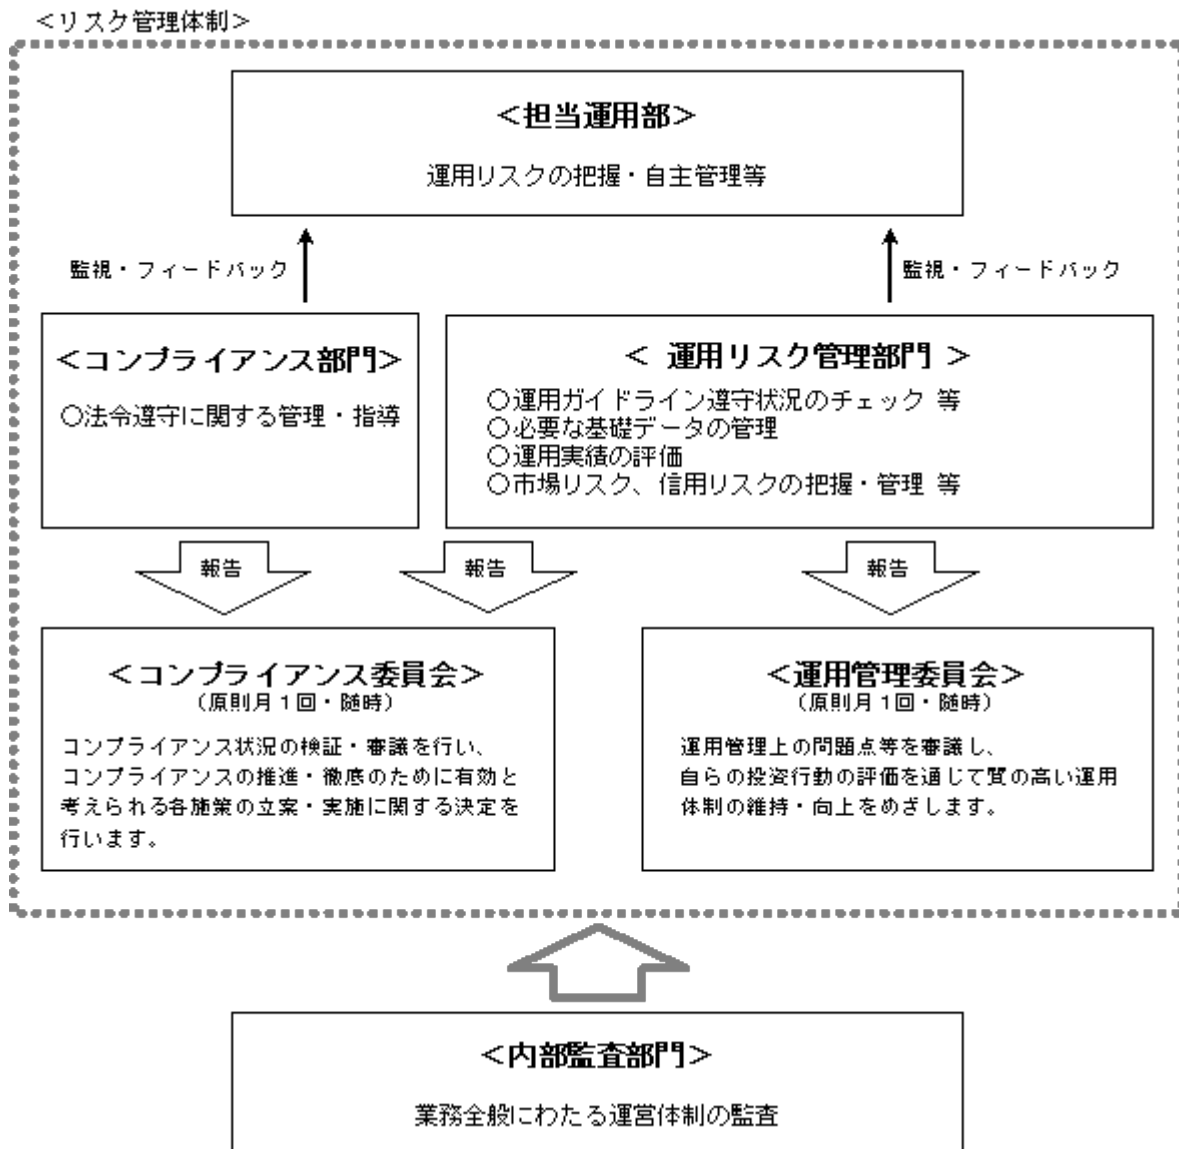 ＜リスク管理体制＞
＜担当運用部＞
運用リスクの把握・自主管理等
監視・フィードバック
監視・フィードバック
＜コンプライアンス部門＞
○法令遵守に関する管理・指導
＜ 運用リスク管理部門 ＞
○運用ガイドライン遵守状況のチェック 等
○必要な基礎データの管理
○運用実績の評価
○市場リスク、信用リスクの把握・管理 等
報告
報告
報告
＜コンプライアンス委員会＞
（原則月１回・随時）
コンプライアンス状況の検証・審議を行い、
コンプライアンスの推進・徹底のために有効と
考えられる各施策の立案・実施に関する決定を
行います。
＜運用管理委員会＞
（原則月１回・随時）
運用管理上の問題点等を審議し、
自らの投資行動の評価を通じて質の高い運用
体制の維持・向上をめざします。
＜内部監査部門＞
業務全般にわたる運営体制の監査